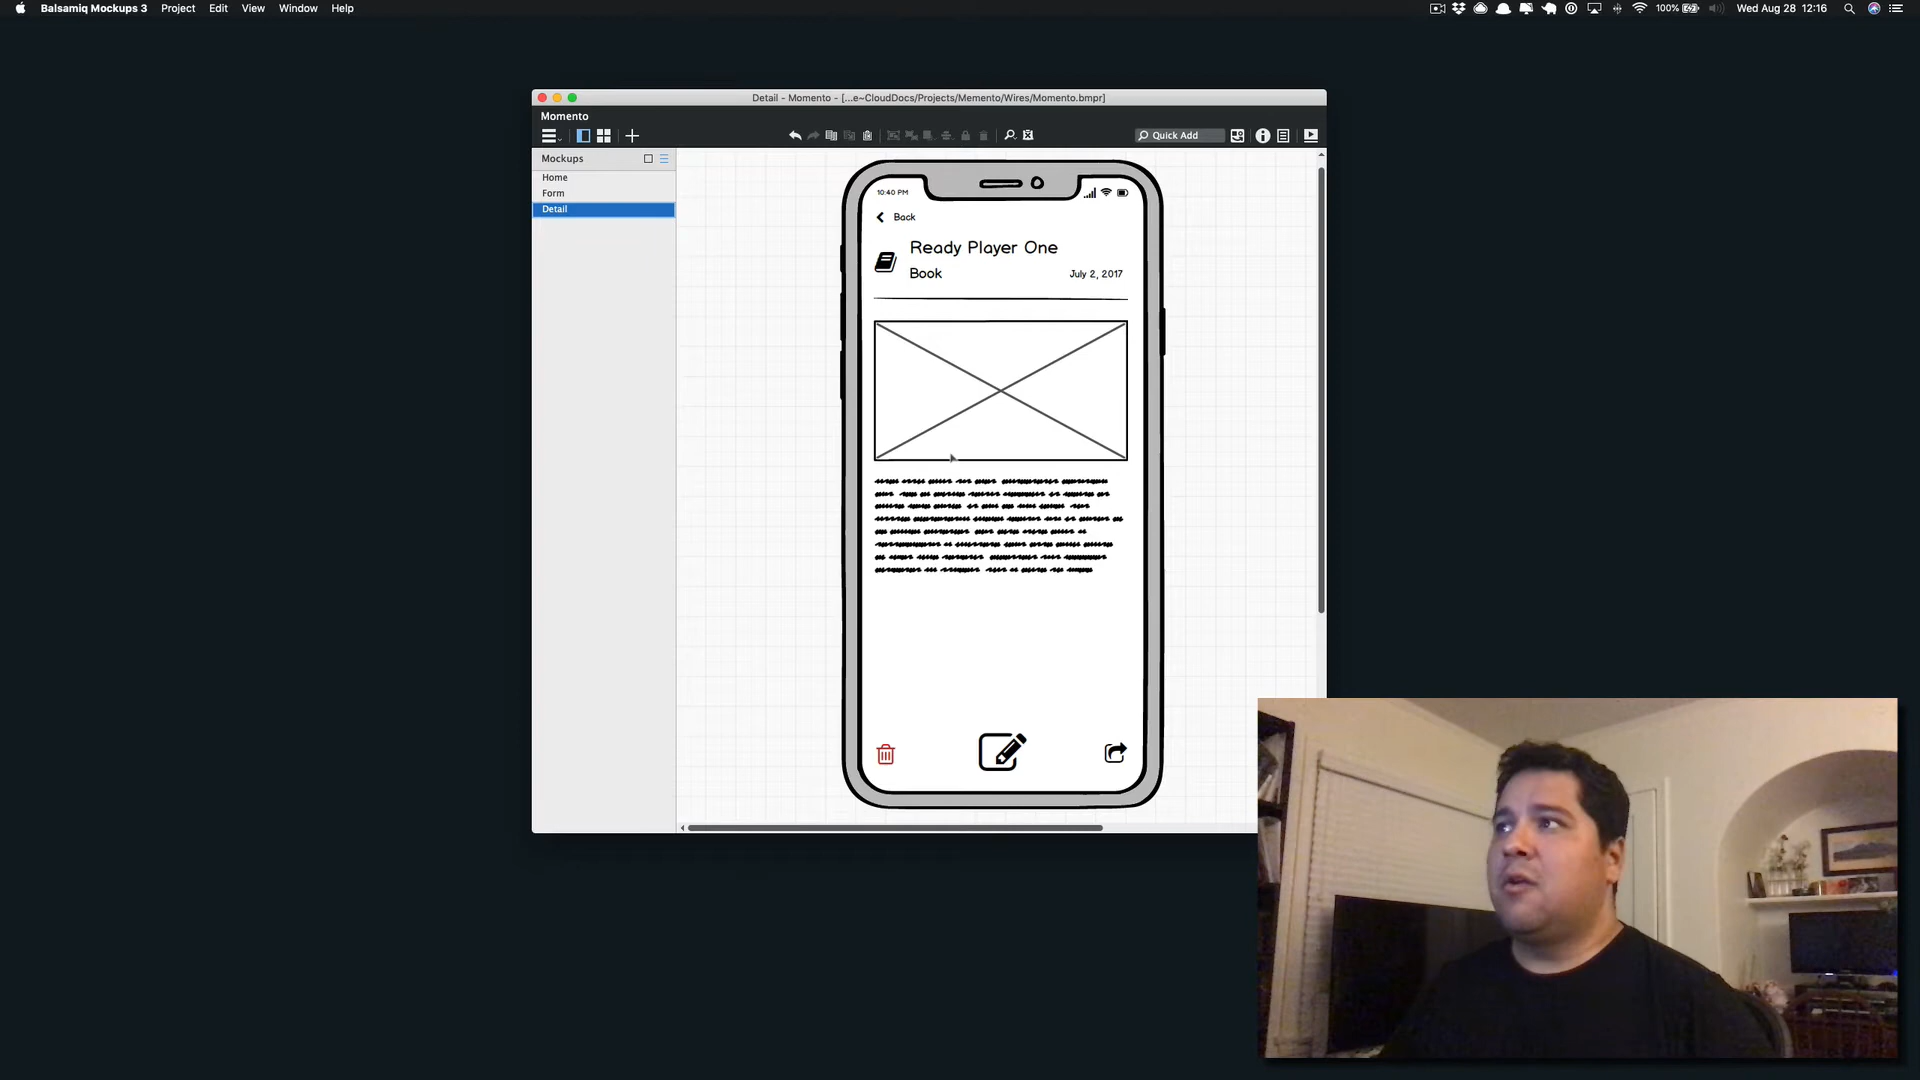 Balsamiq Mockups 3 Project Edit View Window Help
100% Wed Aug 28 12:16
Detail - Momento - [...e~CloudDocs/Projects/Memento/Wires/Momento.bmpr]
Momento
Quick Add
Mockups
Home
Form
Detail
10:40 PM
Back
Ready Player One
Book
July 2, 2017